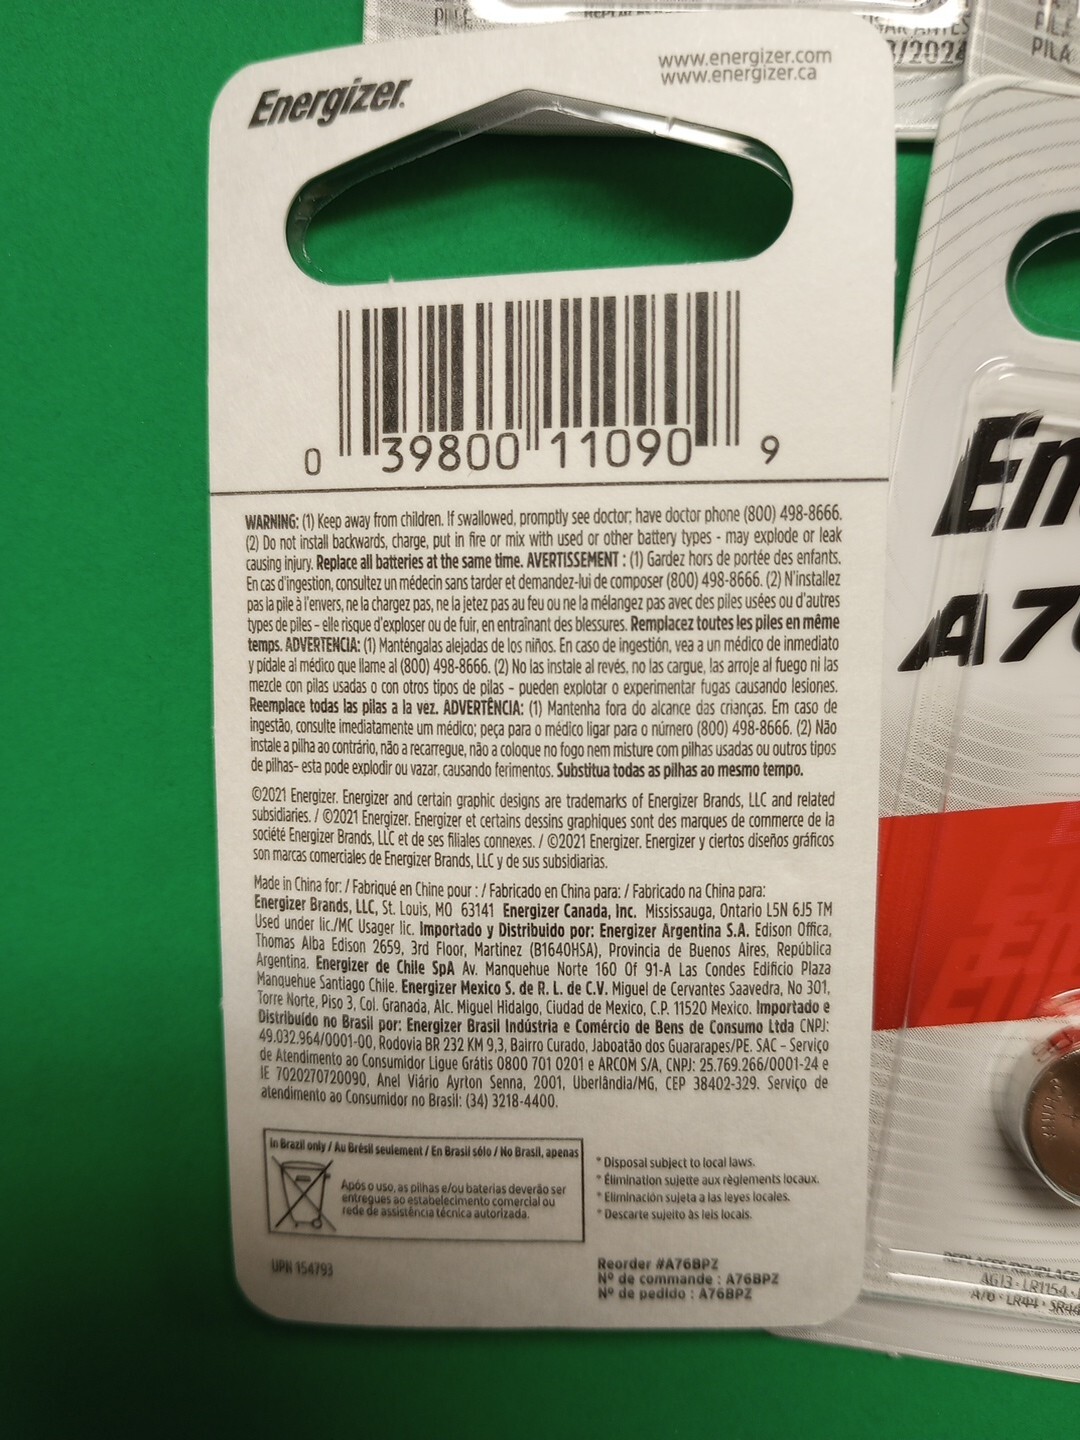 PILE
REPLA
USAR ANTES
3/2024
PILE
PILA
Energizer.
www.energizer.com
www.energizer.ca
0 39800 11090 9
WARNING: (1) Keep away from children. If swallowed, promptly see doctor; have doctor phone (800) 498-8666.
(2) Do not install backwards, charge, put in fire or mix with used or other battery types - may explode or leak
causing injury. Replace all batteries at the same time. AVERTISSEMENT : (1) Gardez hors de portée des enfants.
En cas d'ingestion, consultez un médecin sans tarder et demandez-lui de composer (800) 498-8666. (2) N'installez
pas la pile à l'envers, ne la chargez pas, ne la jetez pas au feu ou ne la mélangez pas avec des piles usées ou d'autres
types de piles – elle risque d'exploser ou de fuir, en entraînant des blessures. Remplacez toutes les piles en même
temps. ADVERTENCIA: (1) Manténgalas alejadas de los niños. En caso de ingestión, vea a un médico de inmediato
y pídale al médico que llame al (800) 498-8666. (2) No las instale al revés, no las cargue, las arroje al fuego ni las
mezcle con pilas usadas o con otros tipos de pilas – pueden explotar o experimentar fugas causando lesiones.
Reemplace todas las pilas a la vez. ADVERTÊNCIA: (1) Mantenha fora do alcance das crianças. Em caso de
ingestão, consulte imediatamente um médico; peça para o médico ligar para o número (800) 498-8666. (2) Não
instale a pilha ao contrário, não a recarregue, não a coloque no fogo nem misture com pilhas usadas ou outros tipos
de pilhas– esta pode explodir ou vazar, causando ferimentos. Substitua todas as pilhas ao mesmo tempo.
©2021 Energizer. Energizer and certain graphic designs are trademarks of Energizer Brands, LLC and related
subsidiaries. / ©2021 Energizer. Energizer et certains dessins graphiques sont des marques de commerce de la
société Energizer Brands, LLC et de ses filiales connexes. / ©2021 Energizer. Energizer y ciertos diseños gráficos
son marcas comerciales de Energizer Brands, LLC y de sus subsidiarias.
Made in China for: / Fabriqué en Chine pour : / Fabricado en China para: / Fabricado na China para:
Energizer Brands, LLC, St. Louis, MO 63141 Energizer Canada, Inc. Mississauga, Ontario L5N 6J5 TM
Used under lic./MC Usager lic. Importado y Distribuido por: Energizer Argentina S.A. Edison Office,
Thomas Alba Edison 2659, 3rd Floor, Martinez (B1640HSA), Provincia de Buenos Aires, República
Argentina. Energizer de Chile SpA Av. Manquehue Norte 160 Of 91-A Las Condes Edificio Plaza
Manquehue Santiago Chile. Energizer Mexico S. de R. L. de C.V. Miguel de Cervantes Saavedra, No 301,
Torre Norte, Piso 3, Col. Granada, Alc. Miguel Hidalgo, Ciudad de Mexico, C.P. 11520 Mexico. Importado e
Distribuído no Brasil por: Energizer Brasil Indústria e Comércio de Bens de Consumo Ltda CNPJ:
49.032.964/0001-00, Rodovia BR 232 KM 9,3, Bairro Curado, Jaboatão dos Guararapes/PE. SAC – Serviço
de Atendimento ao Consumidor Ligue Grátis 0800 701 0201 e ARCOM S/A, CNPJ: 25.769.266/0001-24 e
IE 7020270720090, Anel Viário Ayrton Senna, 2001, Uberlândia/MG, CEP 38402-329. Serviço de
atendimento ao Consumidor no Brasil: (34) 3218-4400.
In Brazil only / Au Brésil seulement / En Brasil sólo / No Brasil, apenas
Após o uso, as pilhas e/ou baterias deverão ser
entregues ao estabelecimento comercial ou
rede de assistência técnica autorizada.
* Disposal subject to local laws.
* Élimination sujette aux règlements locaux.
* Eliminación sujeta a las leyes locales.
* Descarte sujeito às leis locais.
UPN 154793
Reorder #A76BPZ
Nº de commande : A76BPZ
Nº de pedido : A76BPZ
En
A76
REPLACES/REMPLACE
AG13 · LR1154 ·
A76 · LR44 · SR44